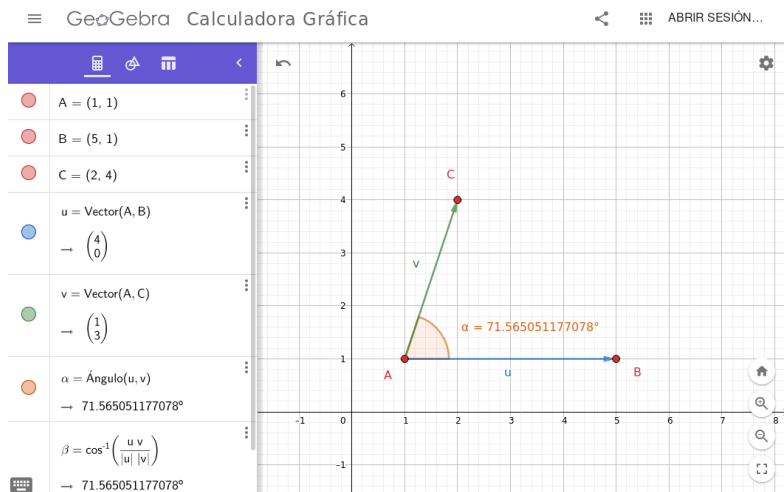 GeoGebra Calculadora Gráfica
ABRIR SESIÓN...
A = (1, 1)
B = (5, 1)
C = (2, 4)
u = Vector(A, B)
→ (4
0)
v = Vector(A, C)
→ (1
3)
α = Ángulo(u, v)
→ 71.565051177078º
β = cos⁻¹(u v
|u| |v|)
→ 71.565051177078º
6
5
C
4
v
3
2
α = 71.565051177078°
1
A
u
B
–1 0 1 2 3 4 5 6 7 8
–1